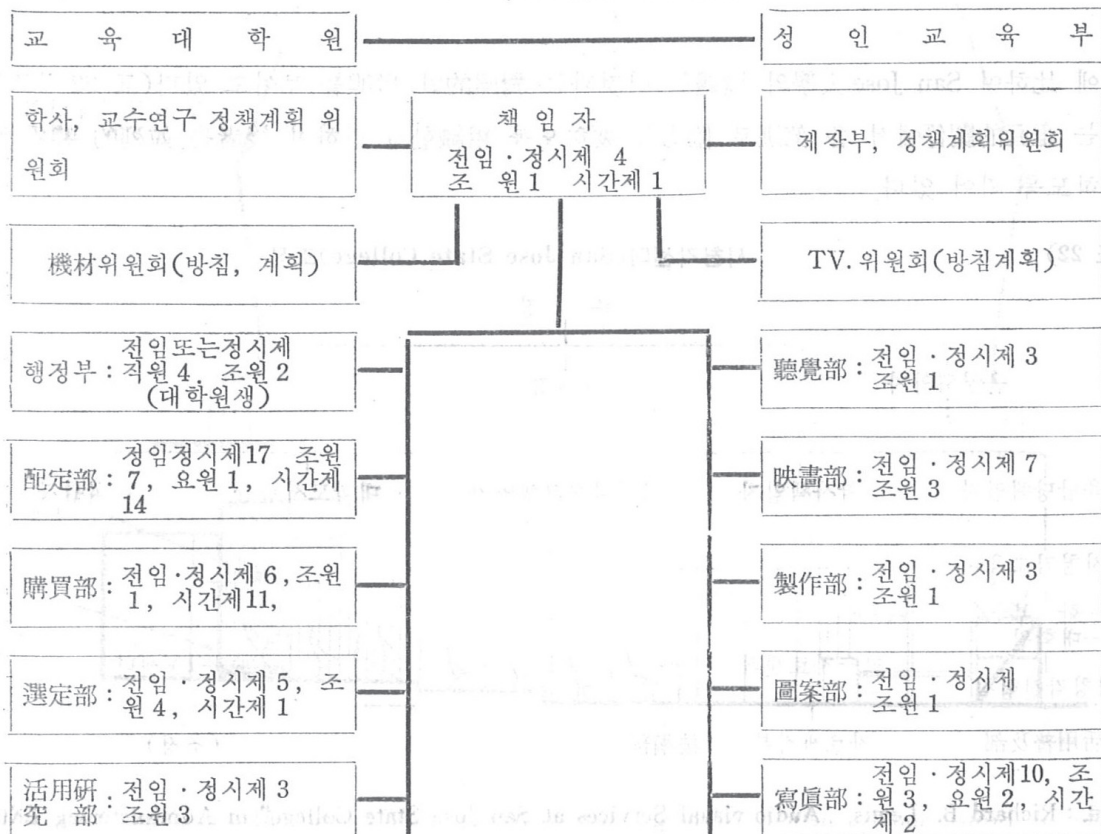 교 육 대 학 원
성 인 교 육 부
학사, 교수연구 정책계획 위
원회
책 임 자
전임 · 정시제 4
조 원 1 시간제 1
제작부, 정책계획위원회
機材위원회(방침, 계획)
TV. 위원회(방침계획)
전임또는정시제
행정부 : 직원 4, 조원 2
(대학원생)
聽覺部 : 전임 · 정시제 3
조원 1
정임정시제17 조원
配定部 : 7, 요원 1, 시간제
14
映畵部 : 전임 · 정시제 7
조원 3
購買部 : 전임 · 정시제 6, 조원
1, 시간제11,
製作部 : 전임 · 정시제 3
조원 1
選定部 : 전임 · 정시제 5, 조
원 4, 시간제 1
圖案部 : 전임 · 정시제
조원 1
活用硏 전임 · 정시제 3
究 部 : 조원 3
전임 · 정시제10, 조
寫眞部 : 원 3, 요원 2, 시간
제 2